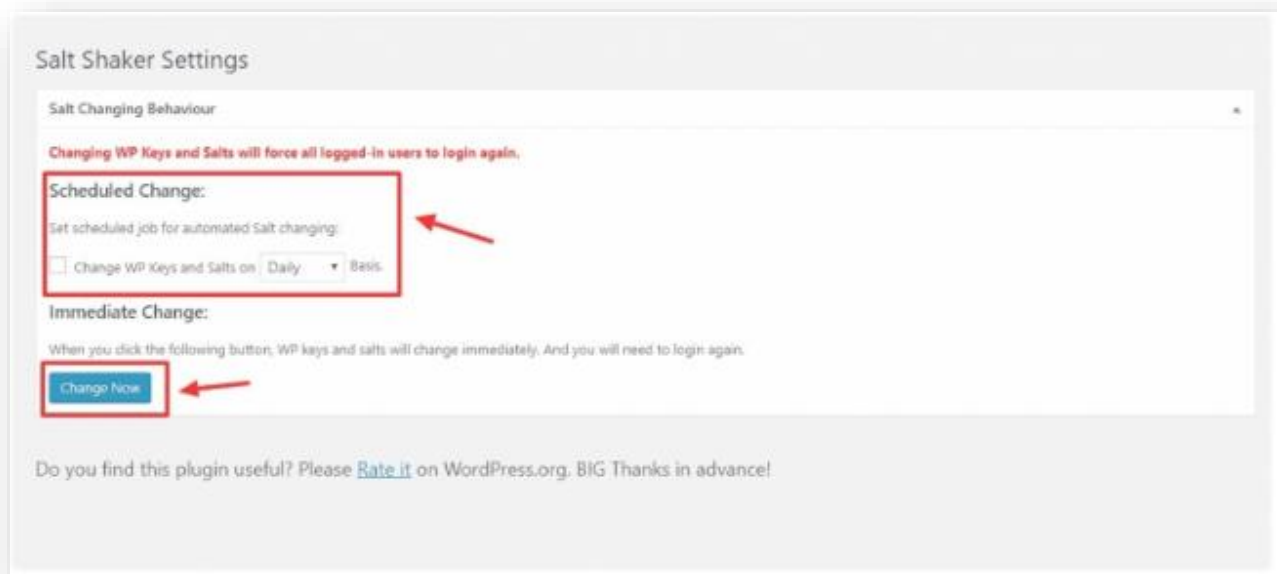 Salt Shaker Settings
Salt Changing Behaviour
Changing WP Keys and Salts will force all logged-in users to login again.
Scheduled Change:
Set scheduled job for automated Salt changing:
Change WP Keys and Salts on Daily Basis.
Immediate Change:
When you click the following button, WP keys and salts will change immediately. And you will need to login again.
Change Now
Do you find this plugin useful? Please Rate it on WordPress.org. BIG Thanks in advance!